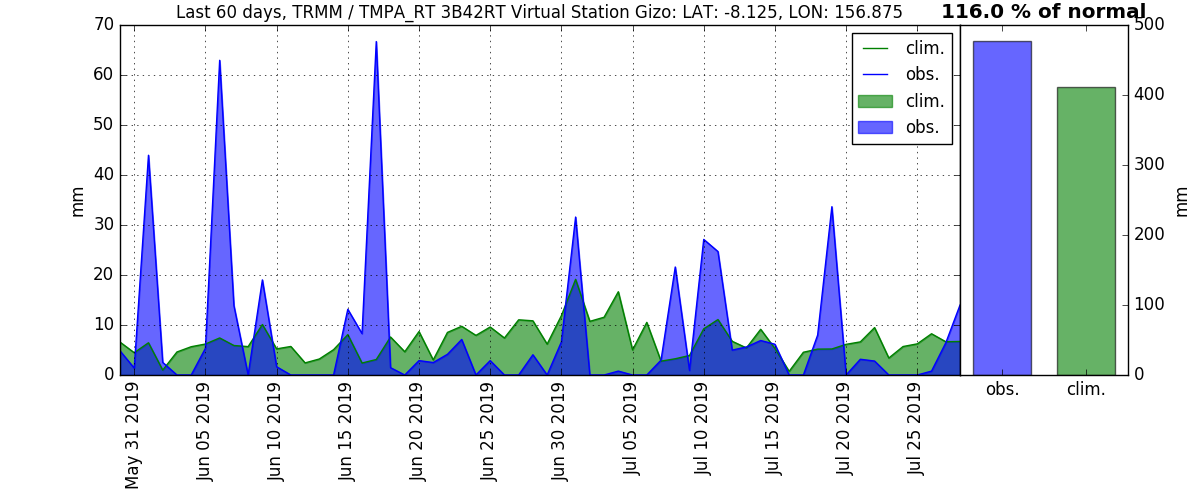 Last 60 days, TRMM / TMPA_RT 3B42RT Virtual Station Gizo: LAT: -8.125, LON: 156.875
116.0 % of normal
70
60
50
40
30
20
10
0
mm
clim.
obs.
clim.
obs.
May 31 2019
Jun 05 2019
Jun 10 2019
Jun 15 2019
Jun 20 2019
Jun 25 2019
Jun 30 2019
Jul 05 2019
Jul 10 2019
Jul 15 2019
Jul 20 2019
Jul 25 2019
500
400
300
200
100
0
mm
obs.
clim.